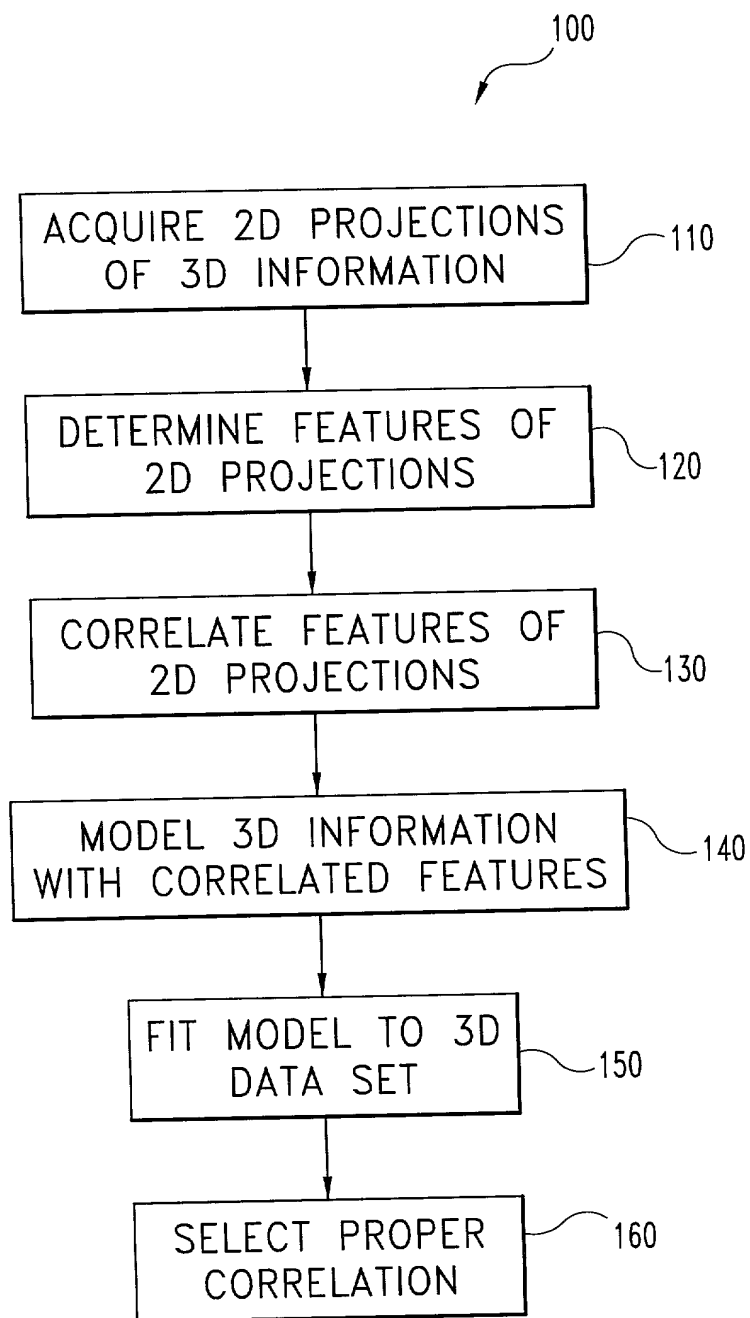 100
ACQUIRE 2D PROJECTIONS
OF 3D INFORMATION
110
DETERMINE FEATURES OF
2D PROJECTIONS
120
CORRELATE FEATURES OF
2D PROJECTIONS
130
MODEL 3D INFORMATION
WITH CORRELATED FEATURES
140
FIT MODEL TO 3D
DATA SET
150
SELECT PROPER
CORRELATION
160